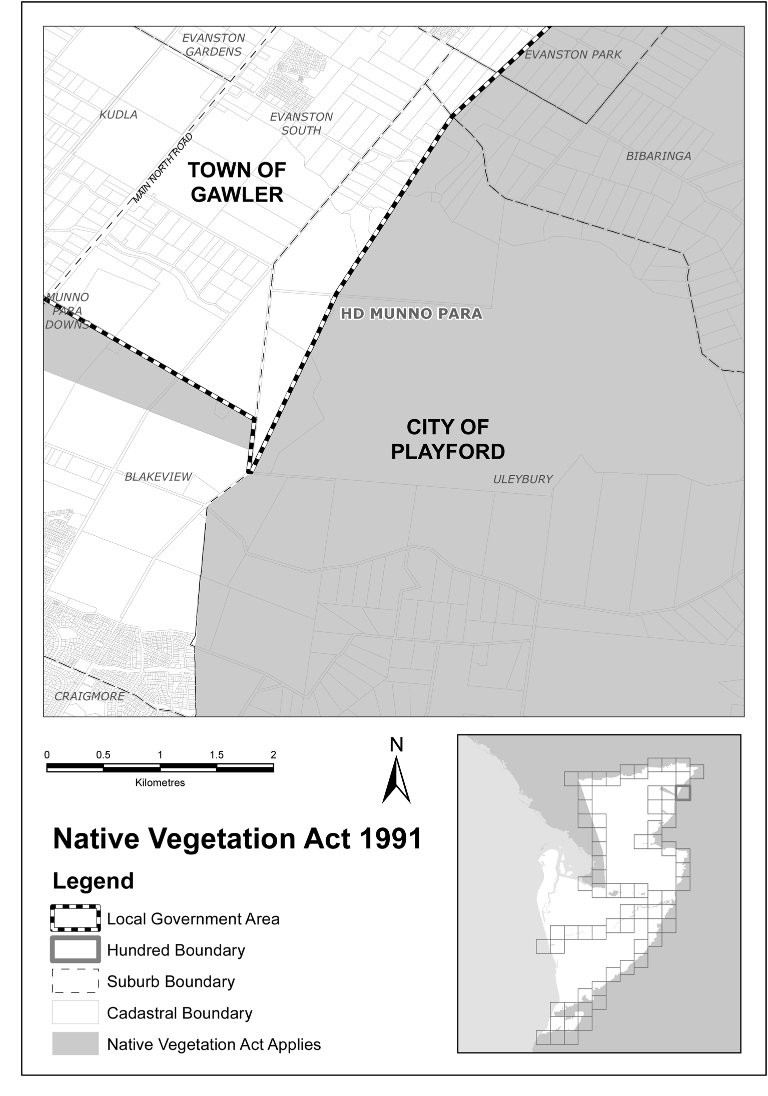 EVANSTON
GARDENS
EVANSTON PARK
KUDLA
EVANSTON
SOUTH
MAIN NORTH ROAD
BIBARINGA
TOWN OF
GAWLER
MUNNO
PARA
DOWNS
HD MUNNO PARA
CITY OF
PLAYFORD
BLAKEVIEW
ULEYBURY
CRAIGMORE
0 0.5 1 1.5 2
Kilometres
N
Native Vegetation Act 1991
Legend
Local Government Area
Hundred Boundary
Suburb Boundary
Cadastral Boundary
Native Vegetation Act Applies